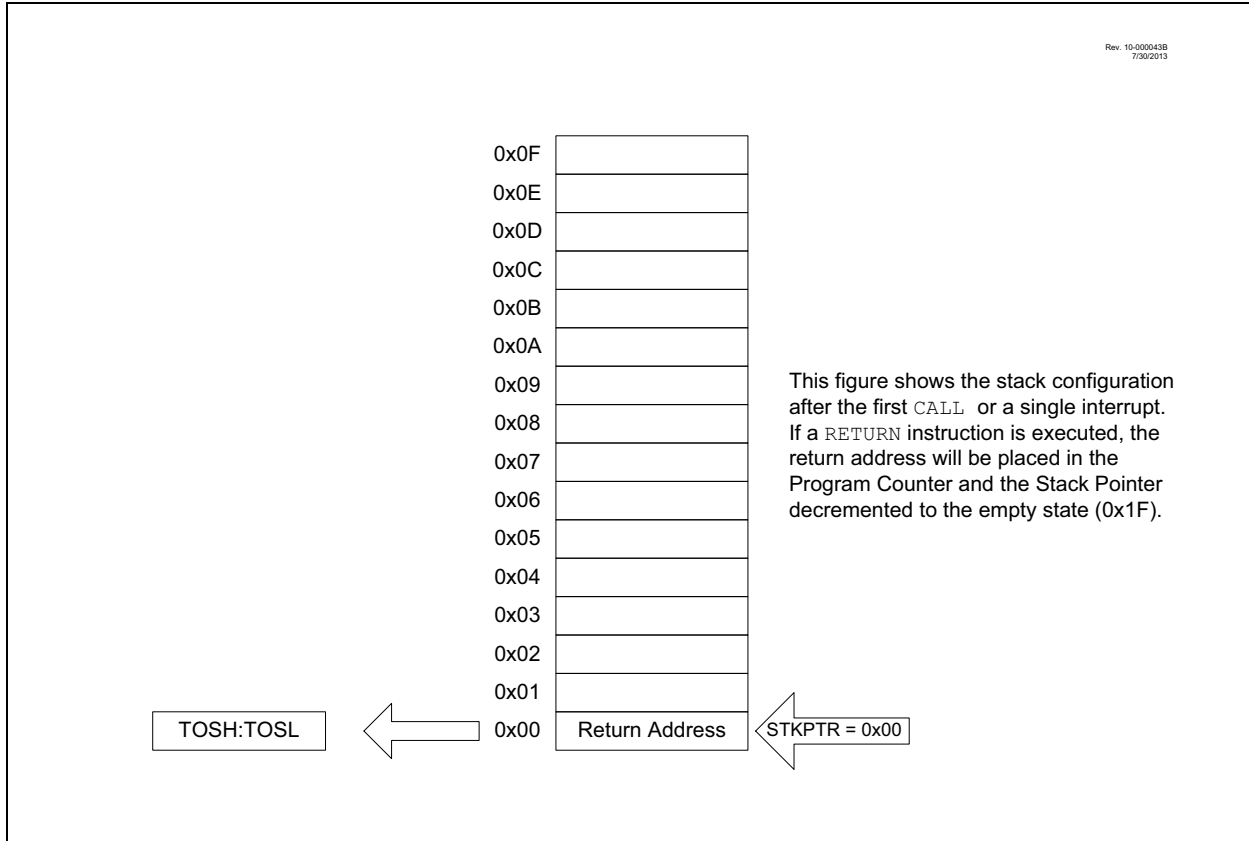 Rev. 10-000043B
7/30/2013
0x0F
0x0E
0x0D
0x0C
0x0B
0x0A
0x09
0x08
0x07
0x06
0x05
0x04
0x03
0x02
0x01
This figure shows the stack configuration
after the first CALL or a single interrupt.
If a RETURN instruction is executed, the
return address will be placed in the
Program Counter and the Stack Pointer
decremented to the empty state (0x1F).
TOSH:TOSL 0x00 Return Address STKPTR = 0x00